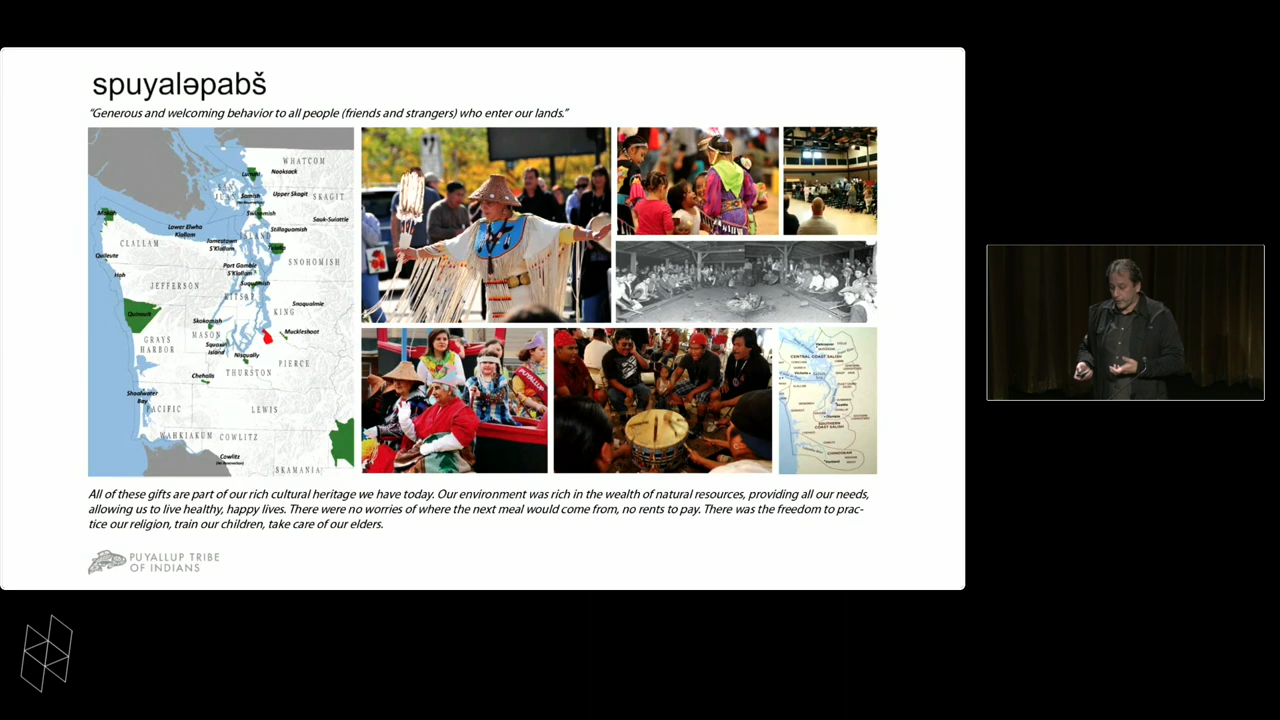 spuyaləpabš
“Generous and welcoming behavior to all people (friends and strangers) who enter our lands.”
WHATCOM
Lummi
Nooksack
SAN JUAN
Samish
Upper Skagit
SKAGIT
Makah
Swinomish
Sauk-Suiattle
Lower Elwha
Klallam
Stillaguamish
ISLAND
CLALLAM
Jamestown
S'Klallam
Tulalip
Quileute
Port Gamble
S'Klallam
SNOHOMISH
Hoh
JEFFERSON
Suquamish
KITSAP
Snoqualmie
Quinault
KING
Skokomish
MASON
Muckleshoot
GRAYS
HARBOR
Squaxin
Island
Nisqually
PIERCE
THURSTON
Chehalis
Shoalwater
Bay
PACIFIC
LEWIS
WAHKIAKUM
COWLITZ
Cowlitz
(No Reservation)
SKAMANIA
PUYALLUP
CENTRAL COAST
SALISH
SOUTHERN
COAST SALISH
All of these gifts are part of our rich cultural heritage we have today. Our environment was rich in the wealth of natural resources, providing all our needs,
allowing us to live healthy, happy lives. There were no worries of where the next meal would come from, no rents to pay. There was the freedom to prac-
tice our religion, train our children, take care of our elders.
PUYALLUP TRIBE
OF INDIANS